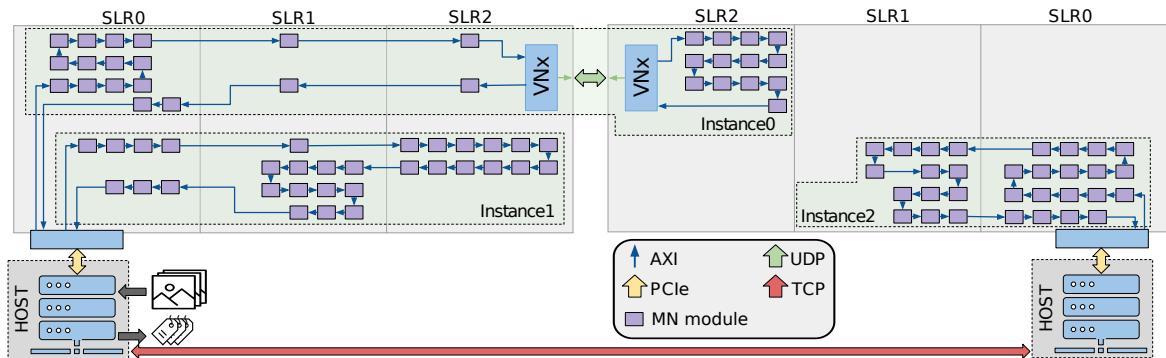 SLR0 SLR1 SLR2 SLR2 SLR1 SLR0
VNx VNx
Instance0
Instance1
Instance2
AXI UDP
PCIe TCP
MN module
HOST HOST